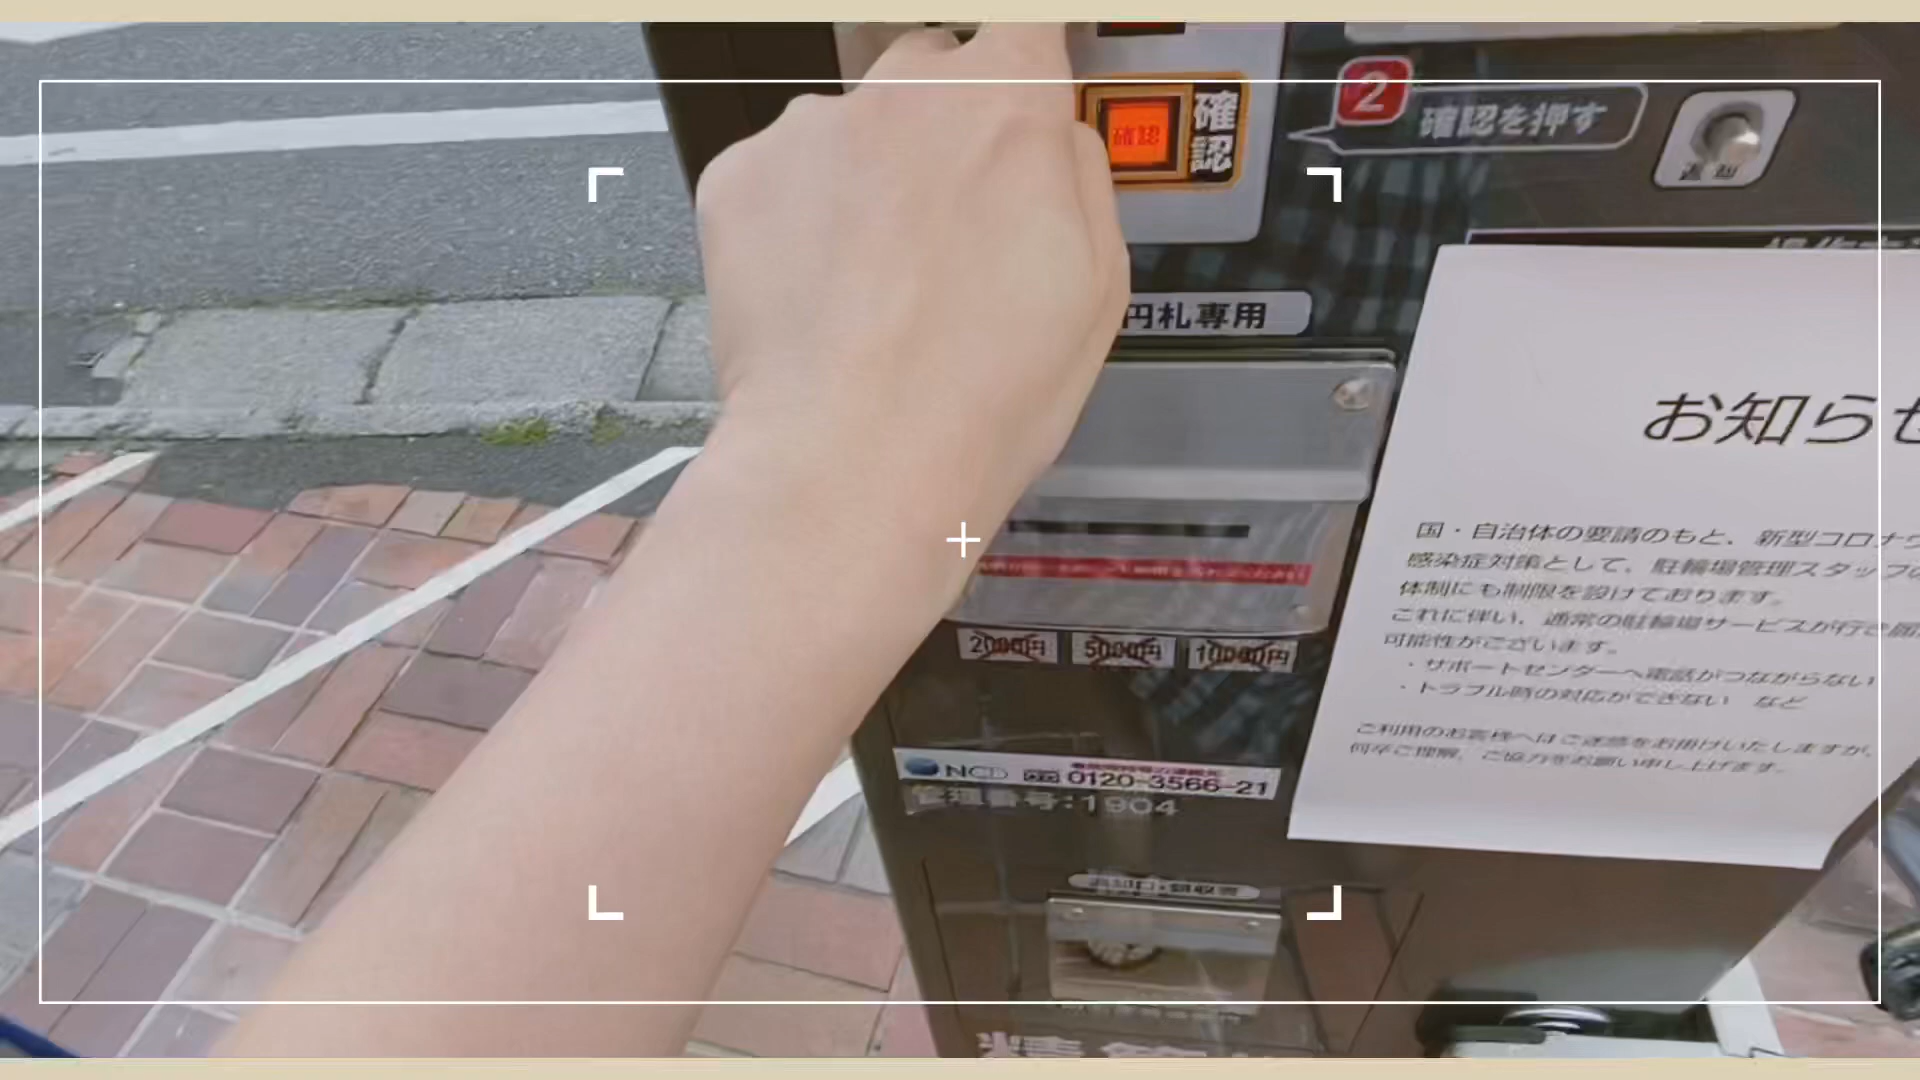 確認
確認
2
確認を押す
返却
円札専用
お知らせ
国・自治体の要請のもと、新型コロナウ
感染症対策として、駐輪場管理スタッフの
体制にも制限を設けております。
これに伴い、通常の駐輪場サービスが行き届
可能性がございます。
・サポートセンターへ電話がつながらない
・トラブル時の対応ができない など
ご利用のお客様へはご迷惑をお掛けいたしますが、
何卒ご理解、ご協力をお願い申し上げます。
2000円 5000円 10000円
NCD 0120-3566-21
管理番号:1904